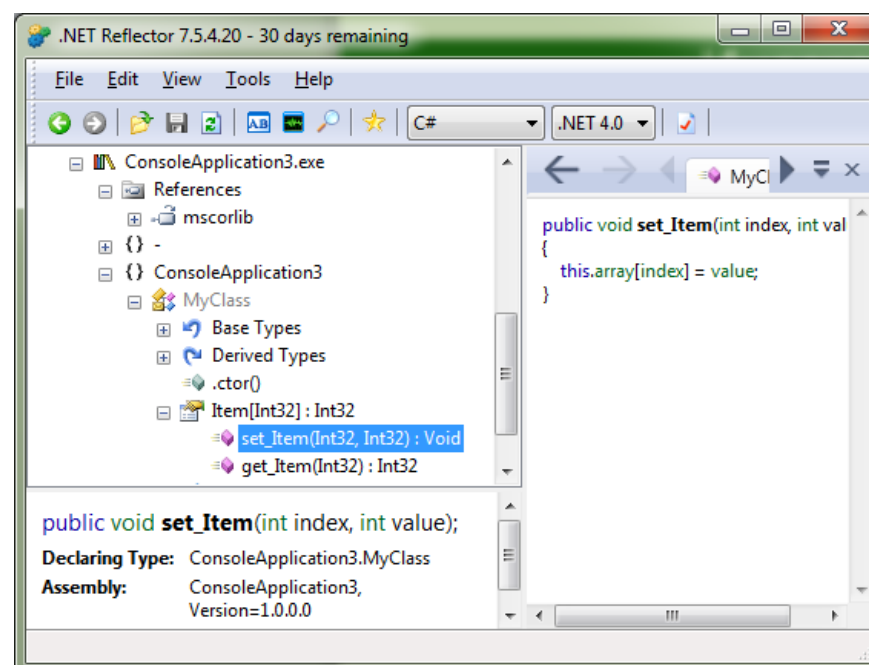 .NET Reflector 7.5.4.20 - 30 days remaining
File Edit View Tools Help
C# .NET 4.0
ConsoleApplication3.exe
References
mscorlib
{} -
{} ConsoleApplication3
MyClass
Base Types
Derived Types
.ctor()
Item[Int32] : Int32
set_Item(Int32, Int32) : Void
get_Item(Int32) : Int32
public void set_Item(int index, int value);
Declaring Type: ConsoleApplication3.MyClass
Assembly: ConsoleApplication3,
Version=1.0.0.0
MyCl
public void set_Item(int index, int val
{
this.array[index] = value;
}